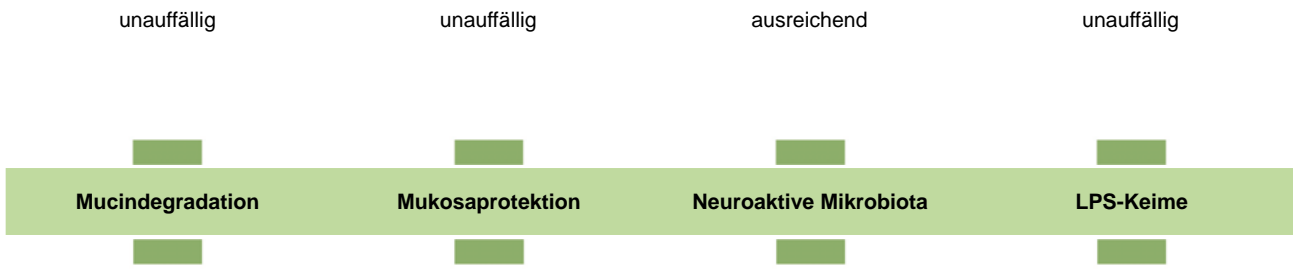 unauffällig unauffällig ausreichend unauffällig
Mucindegradation Mukosaprotektion Neuroaktive Mikrobiota LPS-Keime